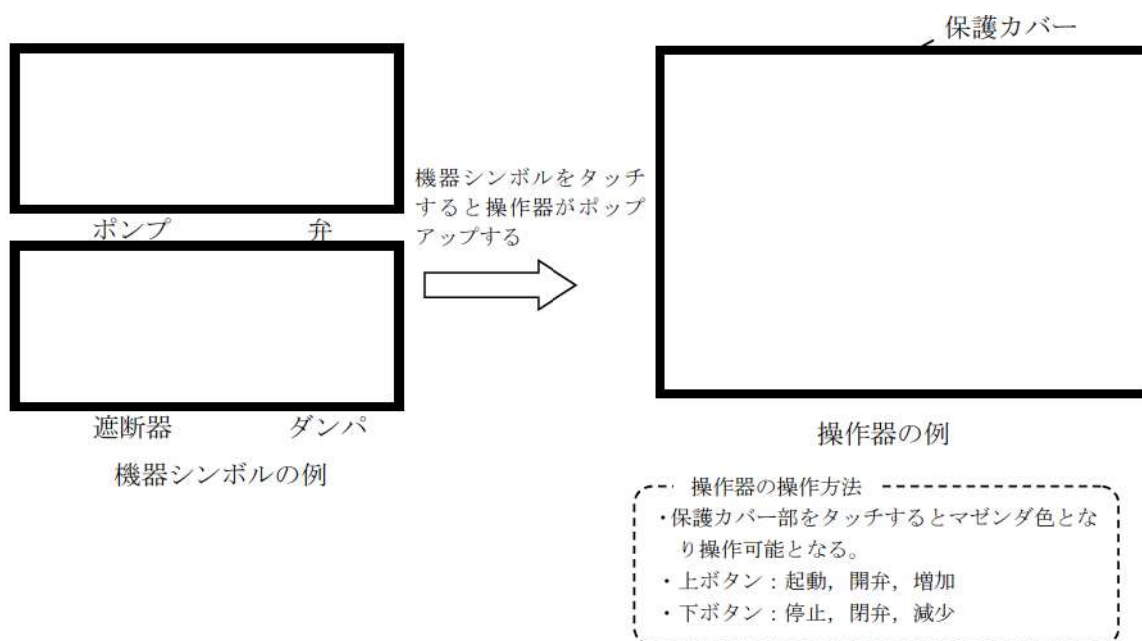 保護カバー
機器シンボルをタッチ
すると操作器がポップ
アップする
ポンプ
弁
遮断器
ダンパ
機器シンボルの例
操作器の例
操作器の操作方法
・保護カバー部をタッチするとマゼンダ色とな
り操作可能となる。
・上ボタン：起動，開弁，増加
・下ボタン：停止，閉弁，減少